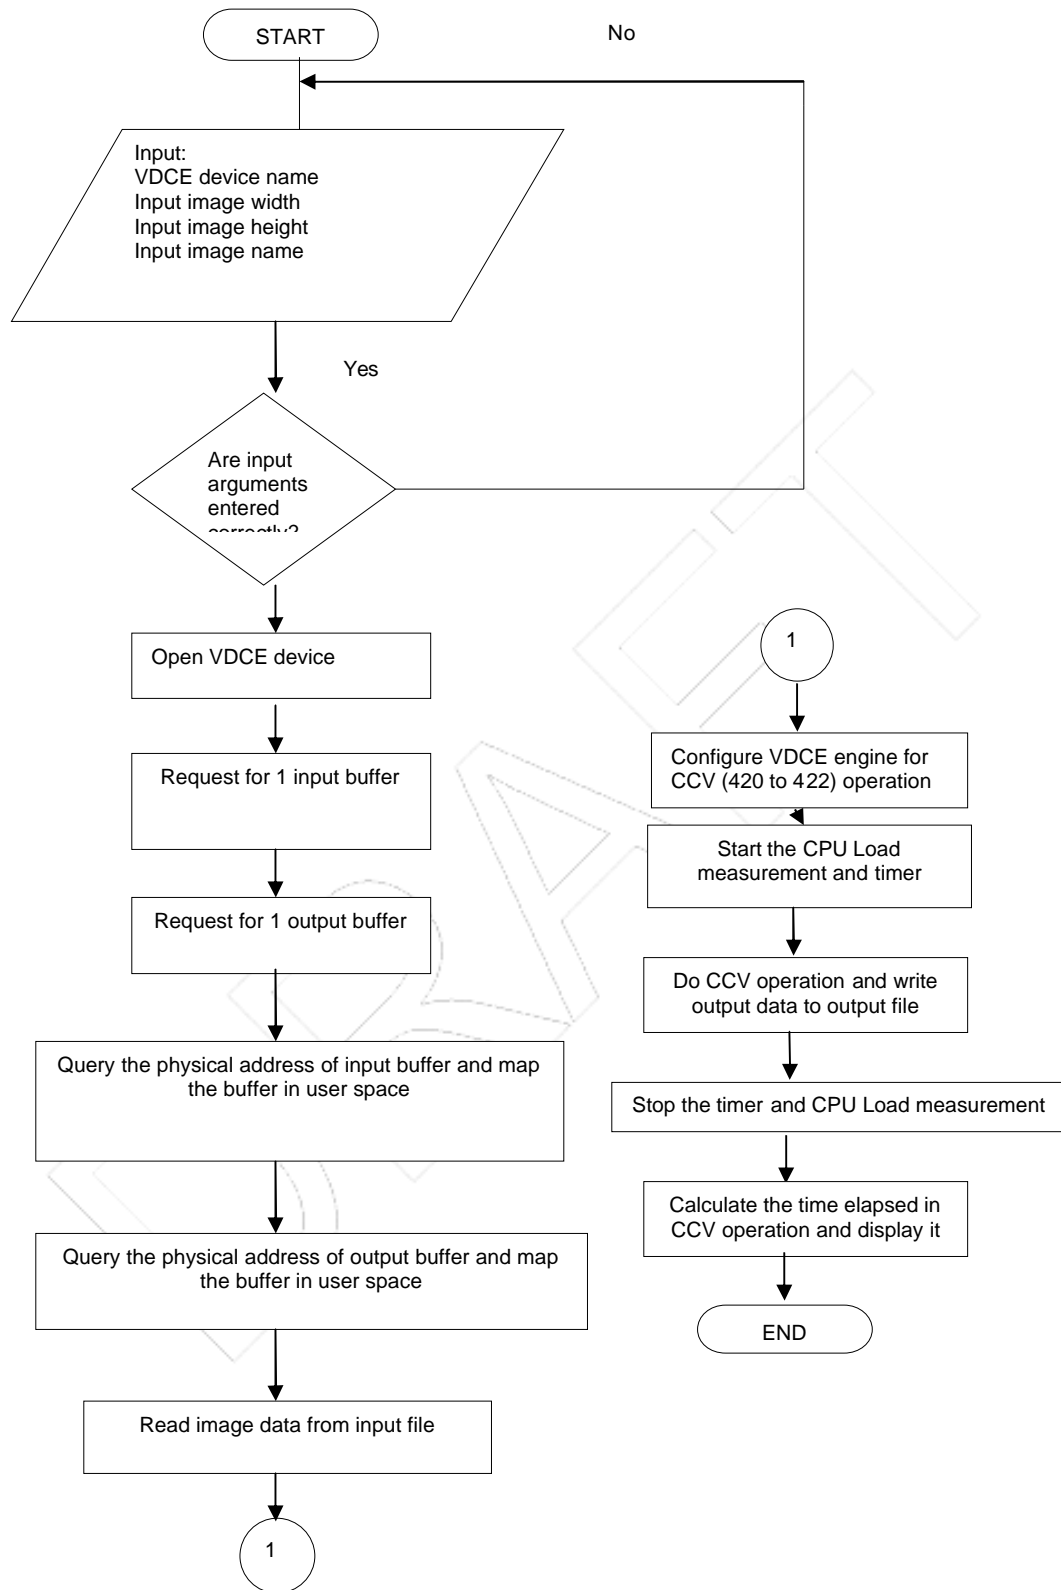 START
No
Input:
VDCE device name
Input image width
Input image height
Input image name
Yes
Are input
arguments
entered
correctly?
Open VDCE device
Request for 1 input buffer
Request for 1 output buffer
Query the physical address of input buffer and map
the buffer in user space
Query the physical address of output buffer and map
the buffer in user space
Read image data from input file
1
1
Configure VDCE engine for
CCV (420 to 422) operation
Start the CPU Load
measurement and timer
Do CCV operation and write
output data to output file
Stop the timer and CPU Load measurement
Calculate the time elapsed in
CCV operation and display it
END
DRAFT